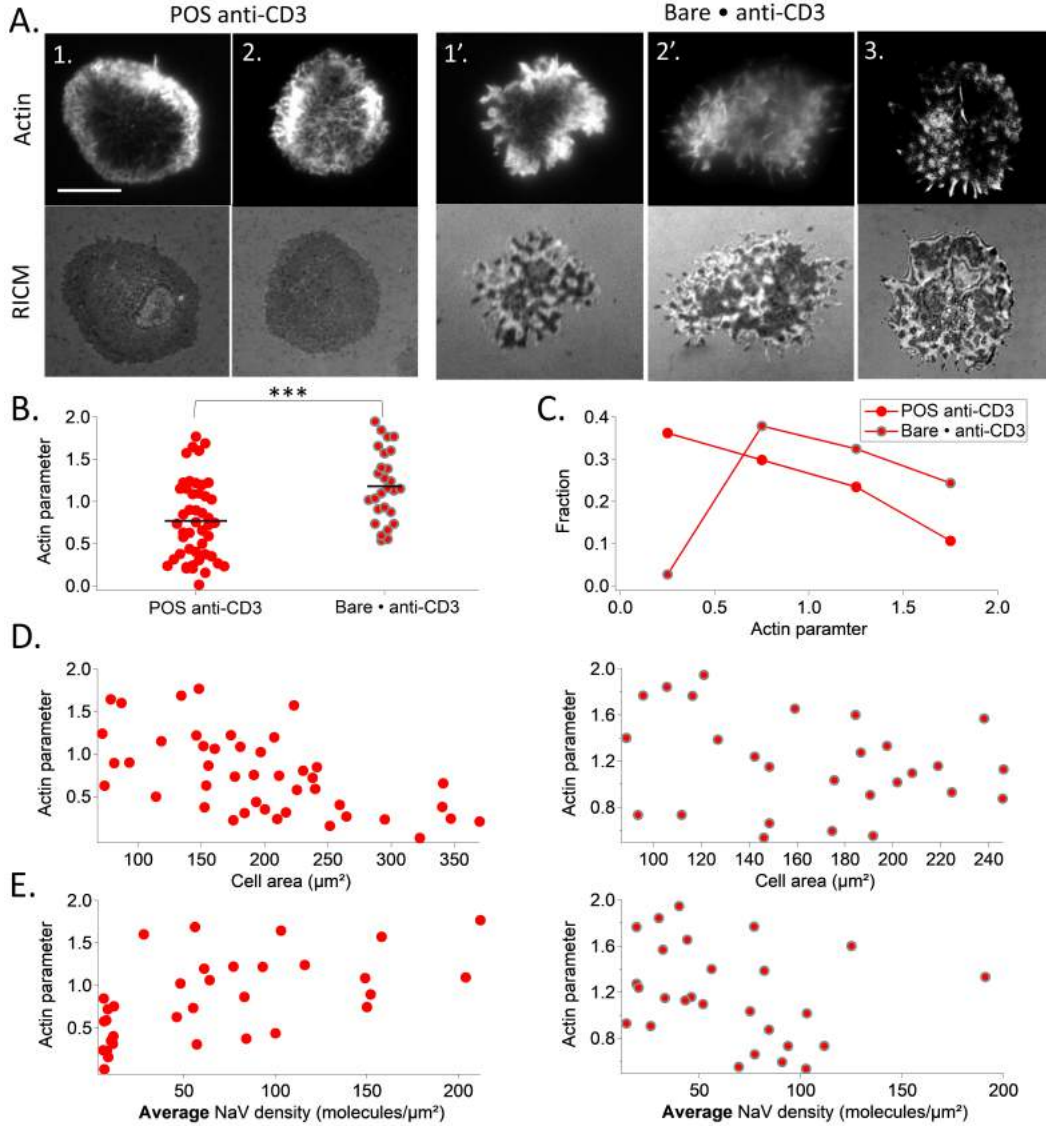 A.
POS anti-CD3
Bare • anti-CD3
1.
2.
1'.
2'.
3.
Actin
RICM
B.
***
Actin parameter
2.0
1.5
1.0
0.5
0.0
POS anti-CD3
Bare • anti-CD3
C.
POS anti-CD3
Bare • anti-CD3
Fraction
0.4
0.3
0.2
0.1
0.0
0.0
0.5
1.0
1.5
2.0
Actin paramter
D.
Actin parameter
2.0
1.5
1.0
0.5
100
150
200
250
300
350
Cell area (µm²)
Actin parameter
2.0
1.6
1.2
0.8
100
120
140
160
180
200
220
240
Cell area (µm²)
E.
Actin parameter
2.0
1.5
1.0
0.5
50
100
150
200
Average NaV density (molecules/µm²)
Actin parameter
2.0
1.6
1.2
0.8
50
100
150
200
Average NaV density (molecules/µm²)